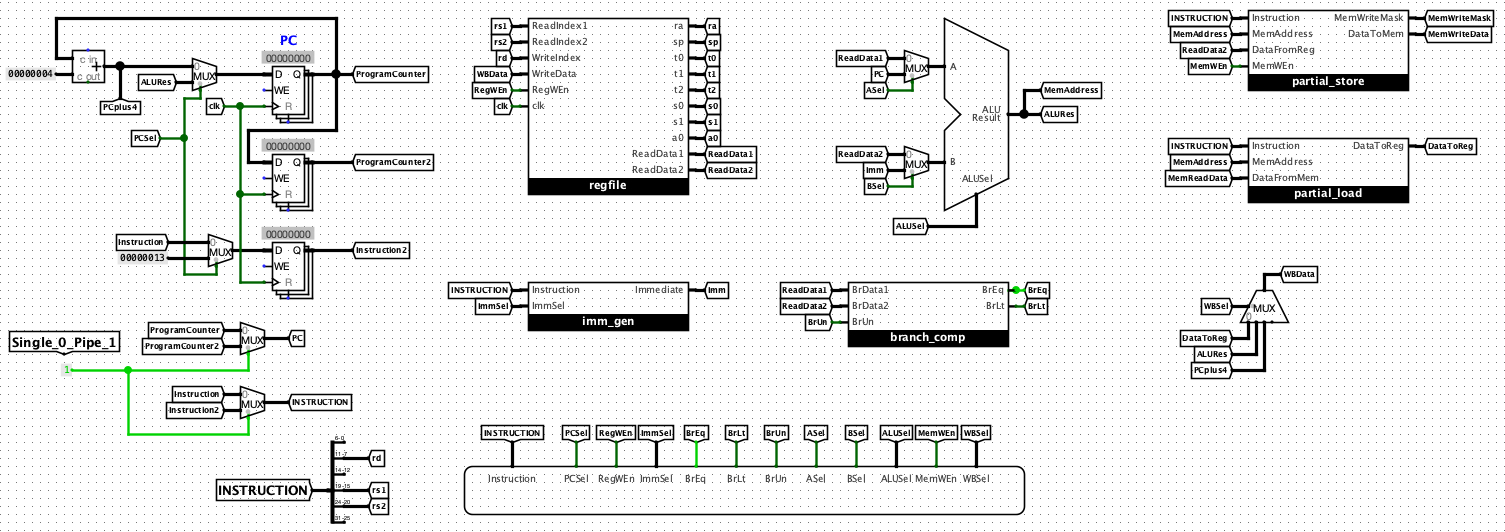 PC
00000000
c in
+
c out
00000004
PCplus4
0
MUX
ALURes
clk
PCSel
D Q
WE
R
ProgramCounter
00000000
D Q
WE
R
ProgramCounter2
Instruction
00000013
0
MUX
00000000
D Q
WE
R
Instruction2
Single_0_Pipe_1
1
ProgramCounter
ProgramCounter2
0
MUX
PC
Instruction
Instruction2
0
MUX
INSTRUCTION
INSTRUCTION
6-0
11-7
rd
14-12
19-15
rs1
24-20
rs2
31-25
rs1 ReadIndex1 ra ra
rs2 ReadIndex2 sp sp
rd WriteIndex t0 t0
WBData WriteData t1 t1
RegWEn RegWEn t2 t2
clk clk s0 s0
s1 s1
a0 a0
ReadData1 ReadData1
ReadData2 ReadData2
regfile
INSTRUCTION Instruction Immediate Imm
ImmSel ImmSel
imm_gen
ReadData1
PC
ASel
0
MUX
A
ReadData2
Imm
BSel
0
MUX
B
ALU
Result
ALUSel
ALUSel
MemAddress
ALURes
ReadData1 BrData1 BrEq BrEq
ReadData2 BrData2 BrLt BrLt
BrUn BrUn
branch_comp
INSTRUCTION Instruction MemWriteMask MemWriteMask
MemAddress MemAddress DataToMem MemWriteData
ReadData2 DataFromReg
MemWEn MemWEn
partial_store
INSTRUCTION Instruction DataToReg DataToReg
MemAddress MemAddress
MemReadData DataFromMem
partial_load
WBData
WBSel
MUX
0
DataToReg
ALURes
PCplus4
INSTRUCTION PCSel RegWEn ImmSel BrEq BrLt BrUn ASel BSel ALUSel MemWEn WBSel
Instruction PCSel RegWEn ImmSel BrEq BrLt BrUn ASel BSel ALUSel MemWEn WBSel